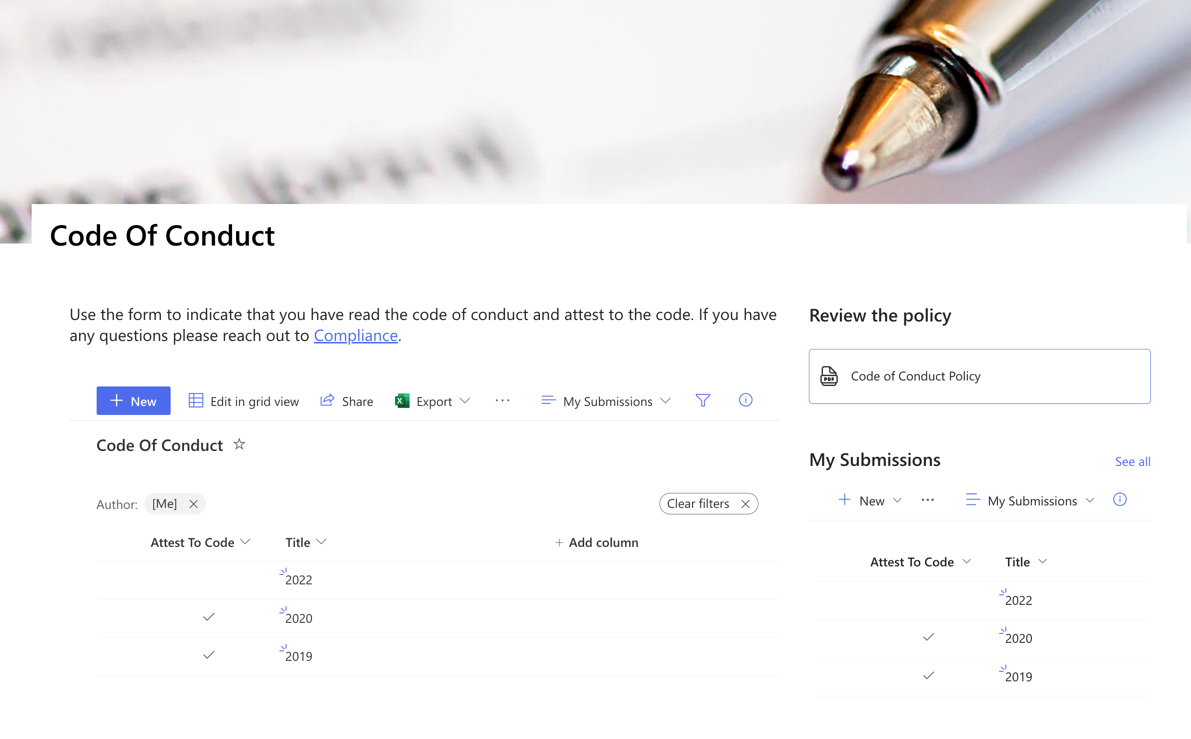 Code Of Conduct
Use the form to indicate that you have read the code of conduct and attest to the code. If you have
any questions please reach out to Compliance.
New
Edit in grid view
Share
Export
My Submissions
Code Of Conduct
Author: [Me]
Clear filters
Attest To Code Title + Add column
2022
2020
2019
Review the policy
PDF
Code of Conduct Policy
My Submissions See all
New
My Submissions
Attest To Code Title
2022
2020
2019